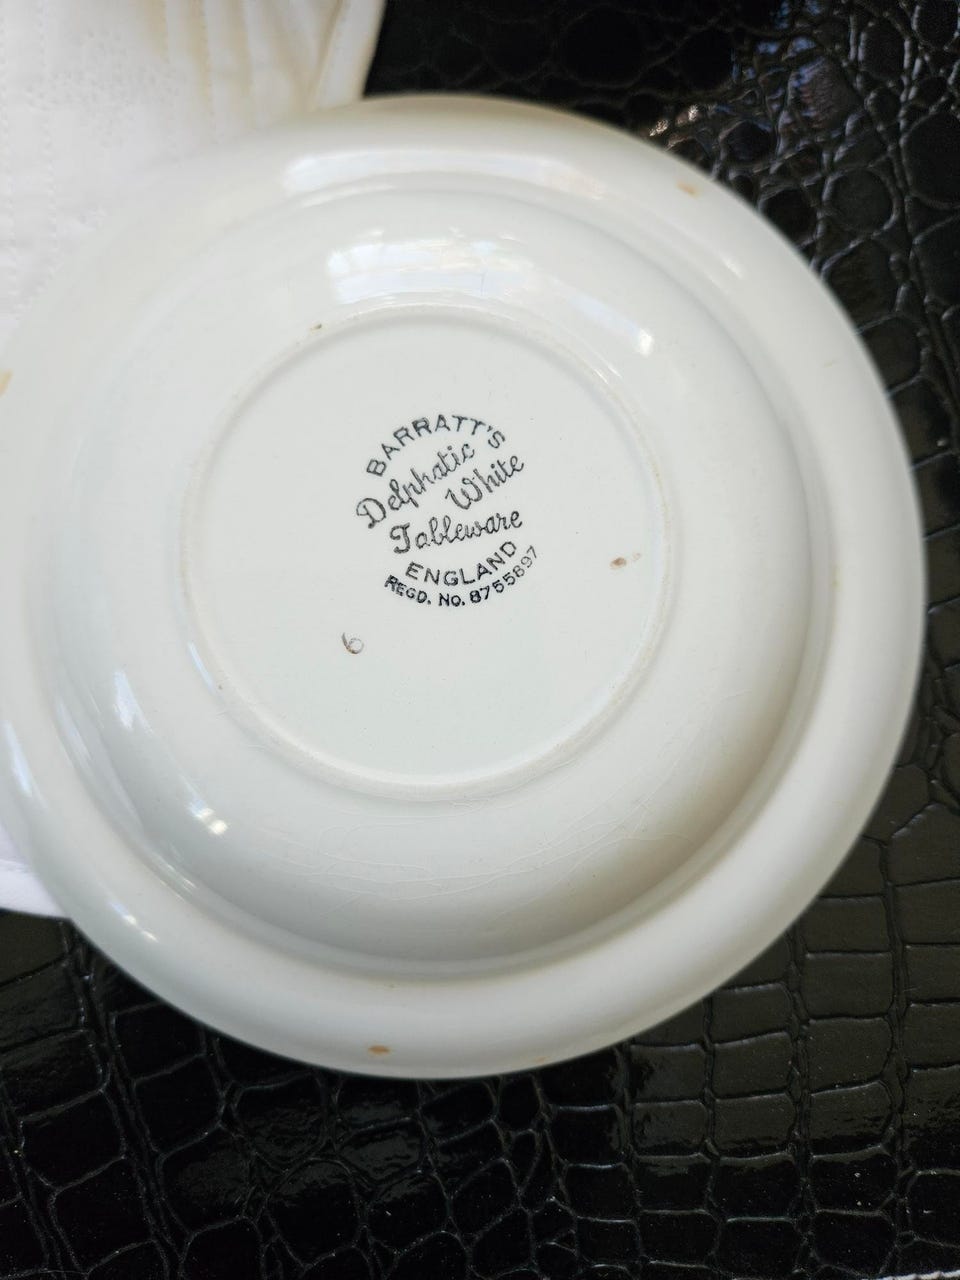 BARRATT'S
Delphatic
White
Tableware
ENGLAND
REGD. NO. 8755897
6